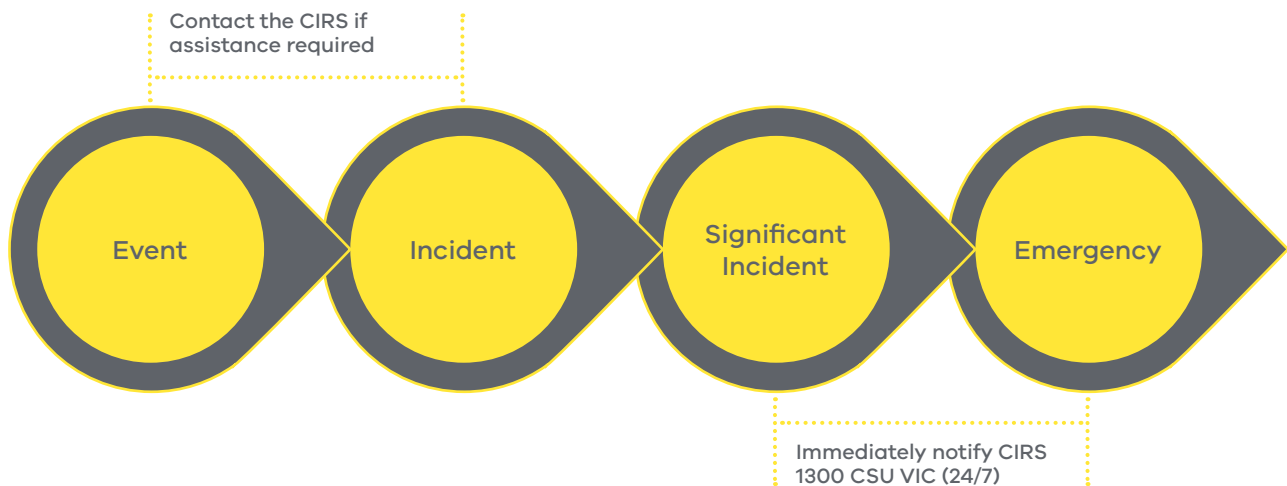 Contact the CIRS if
assistance required
Event
Incident
Significant
Incident
Emergency
Immediately notify CIRS
1300 CSU VIC (24/7)